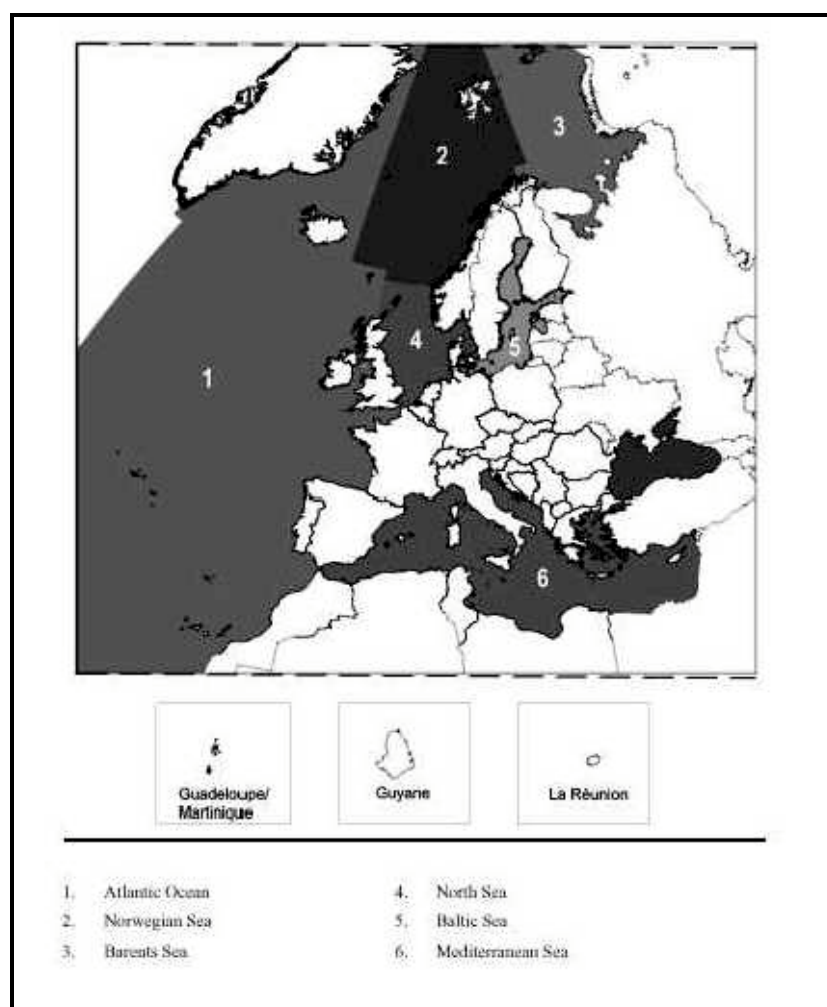 2
3
4
5
1
6
Guadeloupe/
Martinique
Guyane
La Réunion
1. Atlantic Ocean
2. Norwegian Sea
3. Barents Sea
4. North Sea
5. Baltic Sea
6. Mediterranean Sea